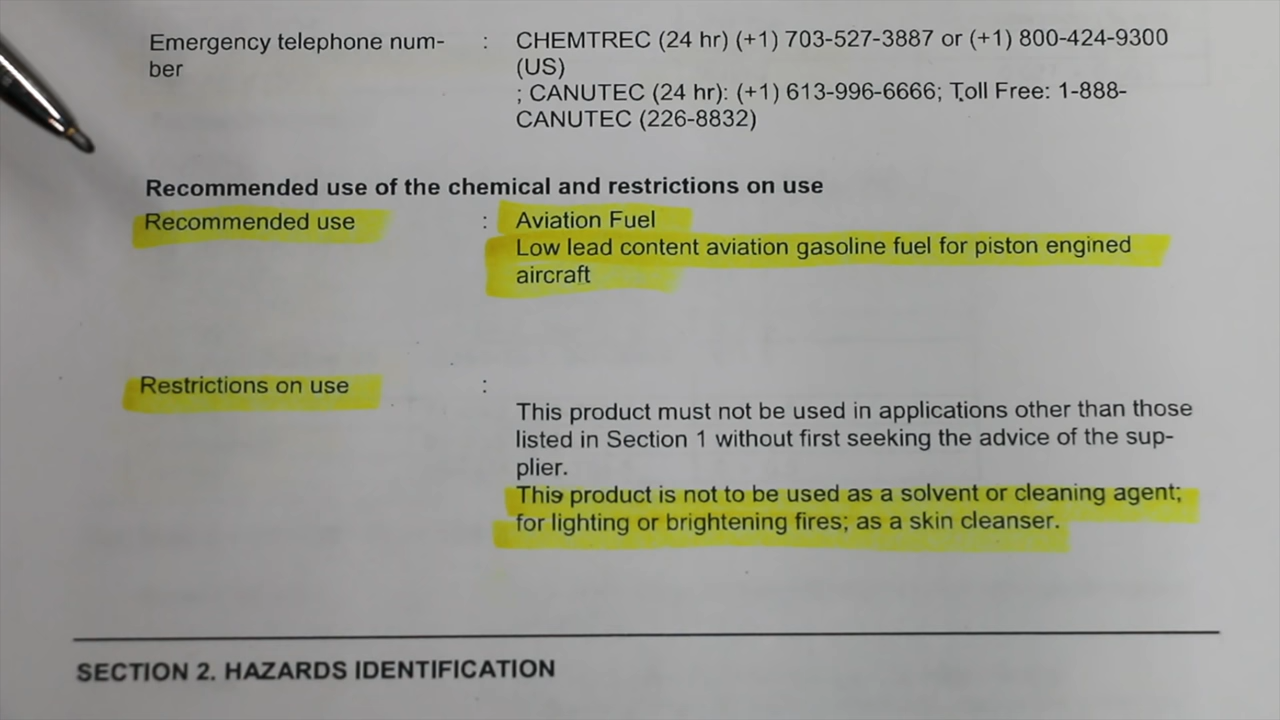 Emergency telephone num- : CHEMTREC (24 hr) (+1) 703-527-3887 or (+1) 800-424-9300
ber (US)
; CANUTEC (24 hr): (+1) 613-996-6666; Toll Free: 1-888-
CANUTEC (226-8832)
Recommended use of the chemical and restrictions on use
Recommended use : Aviation Fuel
Low lead content aviation gasoline fuel for piston engined
aircraft
Restrictions on use :
This product must not be used in applications other than those
listed in Section 1 without first seeking the advice of the sup-
plier.
This product is not to be used as a solvent or cleaning agent;
for lighting or brightening fires; as a skin cleanser.
SECTION 2. HAZARDS IDENTIFICATION